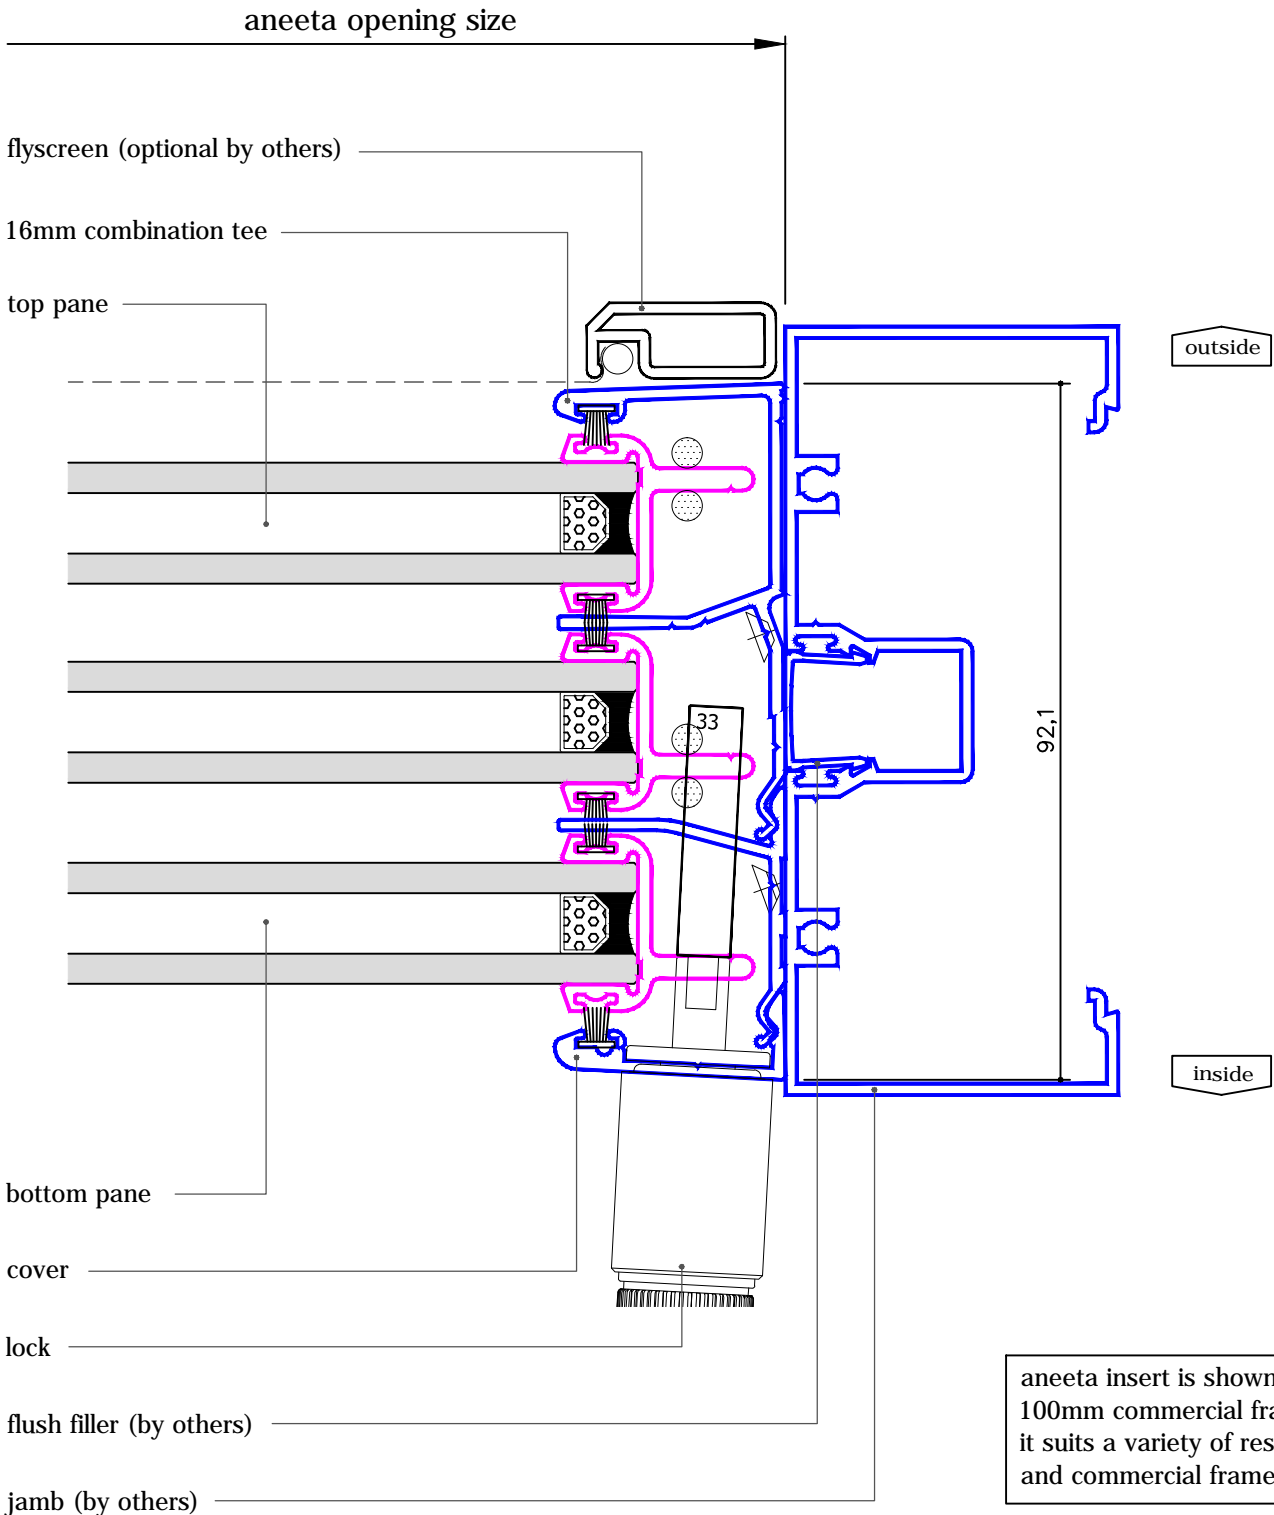 aneeta opening size
flyscreen (optional by others)
16mm combination tee
top pane
outside
33
92,1
inside
bottom pane
cover
lock
flush filler (by others)
jamb (by others)
aneeta insert is shown
100mm commercial fra
it suits a variety of res
and commercial frame